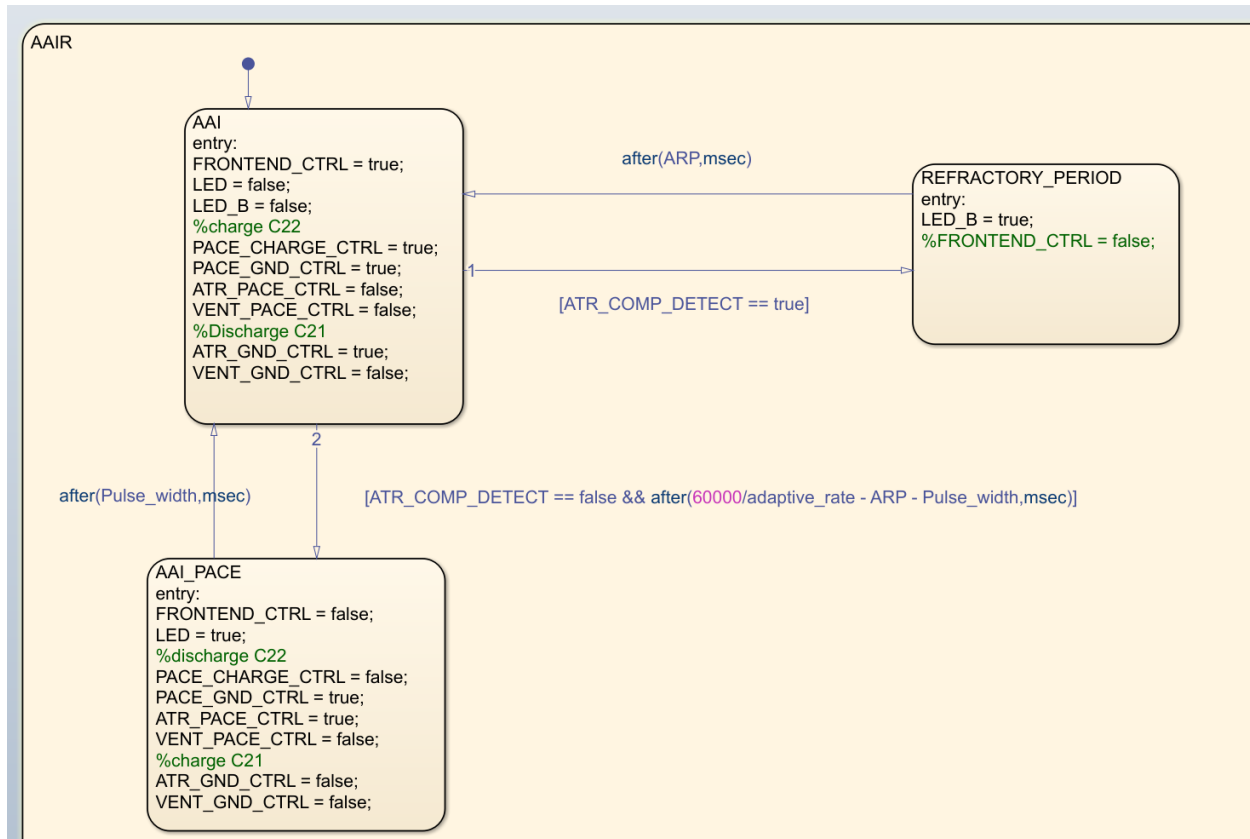 AAIR
AAI
entry:
FRONTEND_CTRL = true;
LED = false;
LED_B = false;
%charge C22
PACE_CHARGE_CTRL = true;
PACE_GND_CTRL = true;
ATR_PACE_CTRL = false;
VENT_PACE_CTRL = false;
%Discharge C21
ATR_GND_CTRL = true;
VENT_GND_CTRL = false;
after(ARP,msec)
1
[ATR_COMP_DETECT == true]
REFRACTORY_PERIOD
entry:
LED_B = true;
%FRONTEND_CTRL = false;
2
after(Pulse_width,msec)
[ATR_COMP_DETECT == false && after(60000/adaptive_rate - ARP - Pulse_width,msec)]
AAI_PACE
entry:
FRONTEND_CTRL = false;
LED = true;
%discharge C22
PACE_CHARGE_CTRL = false;
PACE_GND_CTRL = true;
ATR_PACE_CTRL = true;
VENT_PACE_CTRL = false;
%charge C21
ATR_GND_CTRL = false;
VENT_GND_CTRL = false;